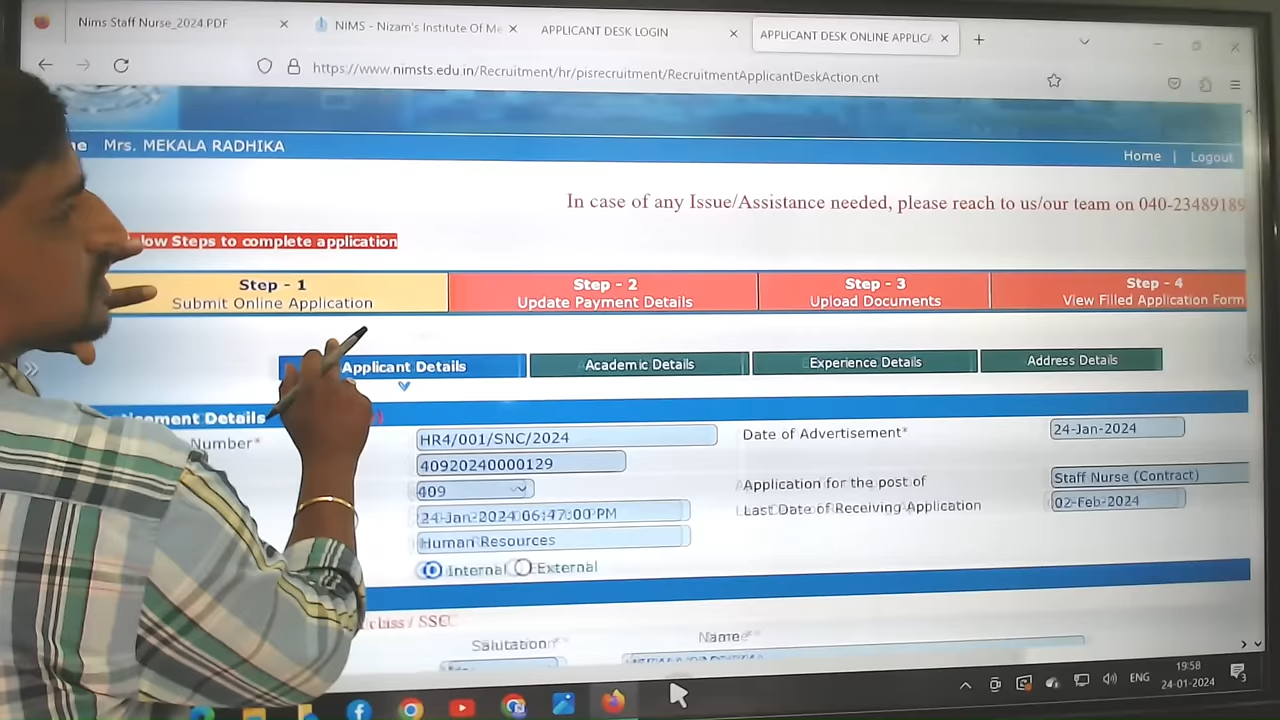 Nims Staff Nurse_2024.PDF
NIMS - Nizam's Institute Of Me
APPLICANT DESK LOGIN
APPLICANT DESK ONLINE APPLICA
https://www.nimsts.edu.in/Recruitment/hr/pisrecruitment/RecruitmentApplicantDeskAction.cnt
Mrs. MEKALA RADHIKA
Home | Logout
In case of any Issue/Assistance needed, please reach to us/our team on 040-23489189
low Steps to complete application
Step - 1
Submit Online Application
Step - 2
Update Payment Details
Step - 3
Upload Documents
Step - 4
View Filled Application Form
Applicant Details
Academic Details
Experience Details
Address Details
Details
Number*
HR4/001/SNC/2024
Date of Advertisement*
24-Jan-2024
40920240000129
409
Application for the post of
Staff Nurse (Contract)
24-Jan-2024 06:47:00 PM
Last Date of Receiving Application
02-Feb-2024
Human Resources
Internal
External
class / SSC
Salutation*
Name*
ENG
19:58
24-01-2024